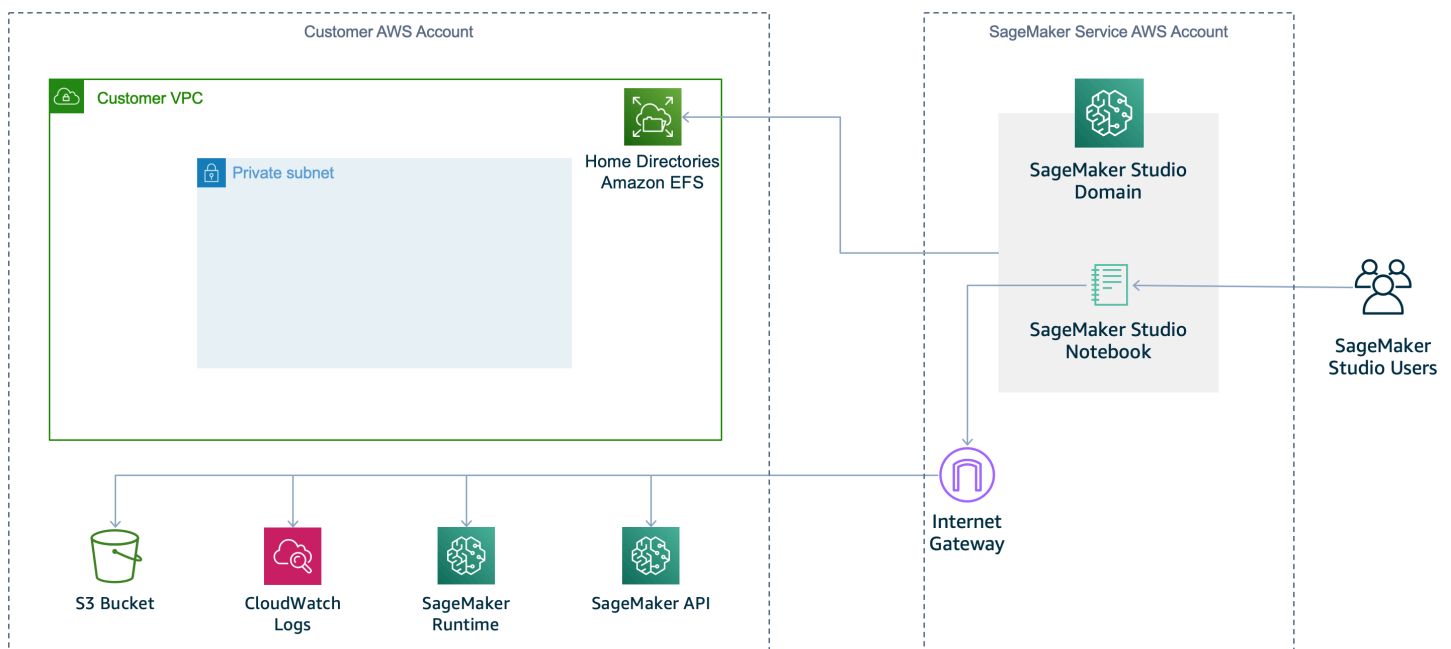 Customer AWS Account
SageMaker Service AWS Account
Customer VPC
Home Directories
Amazon EFS
Private subnet
SageMaker Studio
Domain
SageMaker Studio
Notebook
SageMaker
Studio Users
Internet
Gateway
S3 Bucket
CloudWatch
Logs
SageMaker
Runtime
SageMaker API